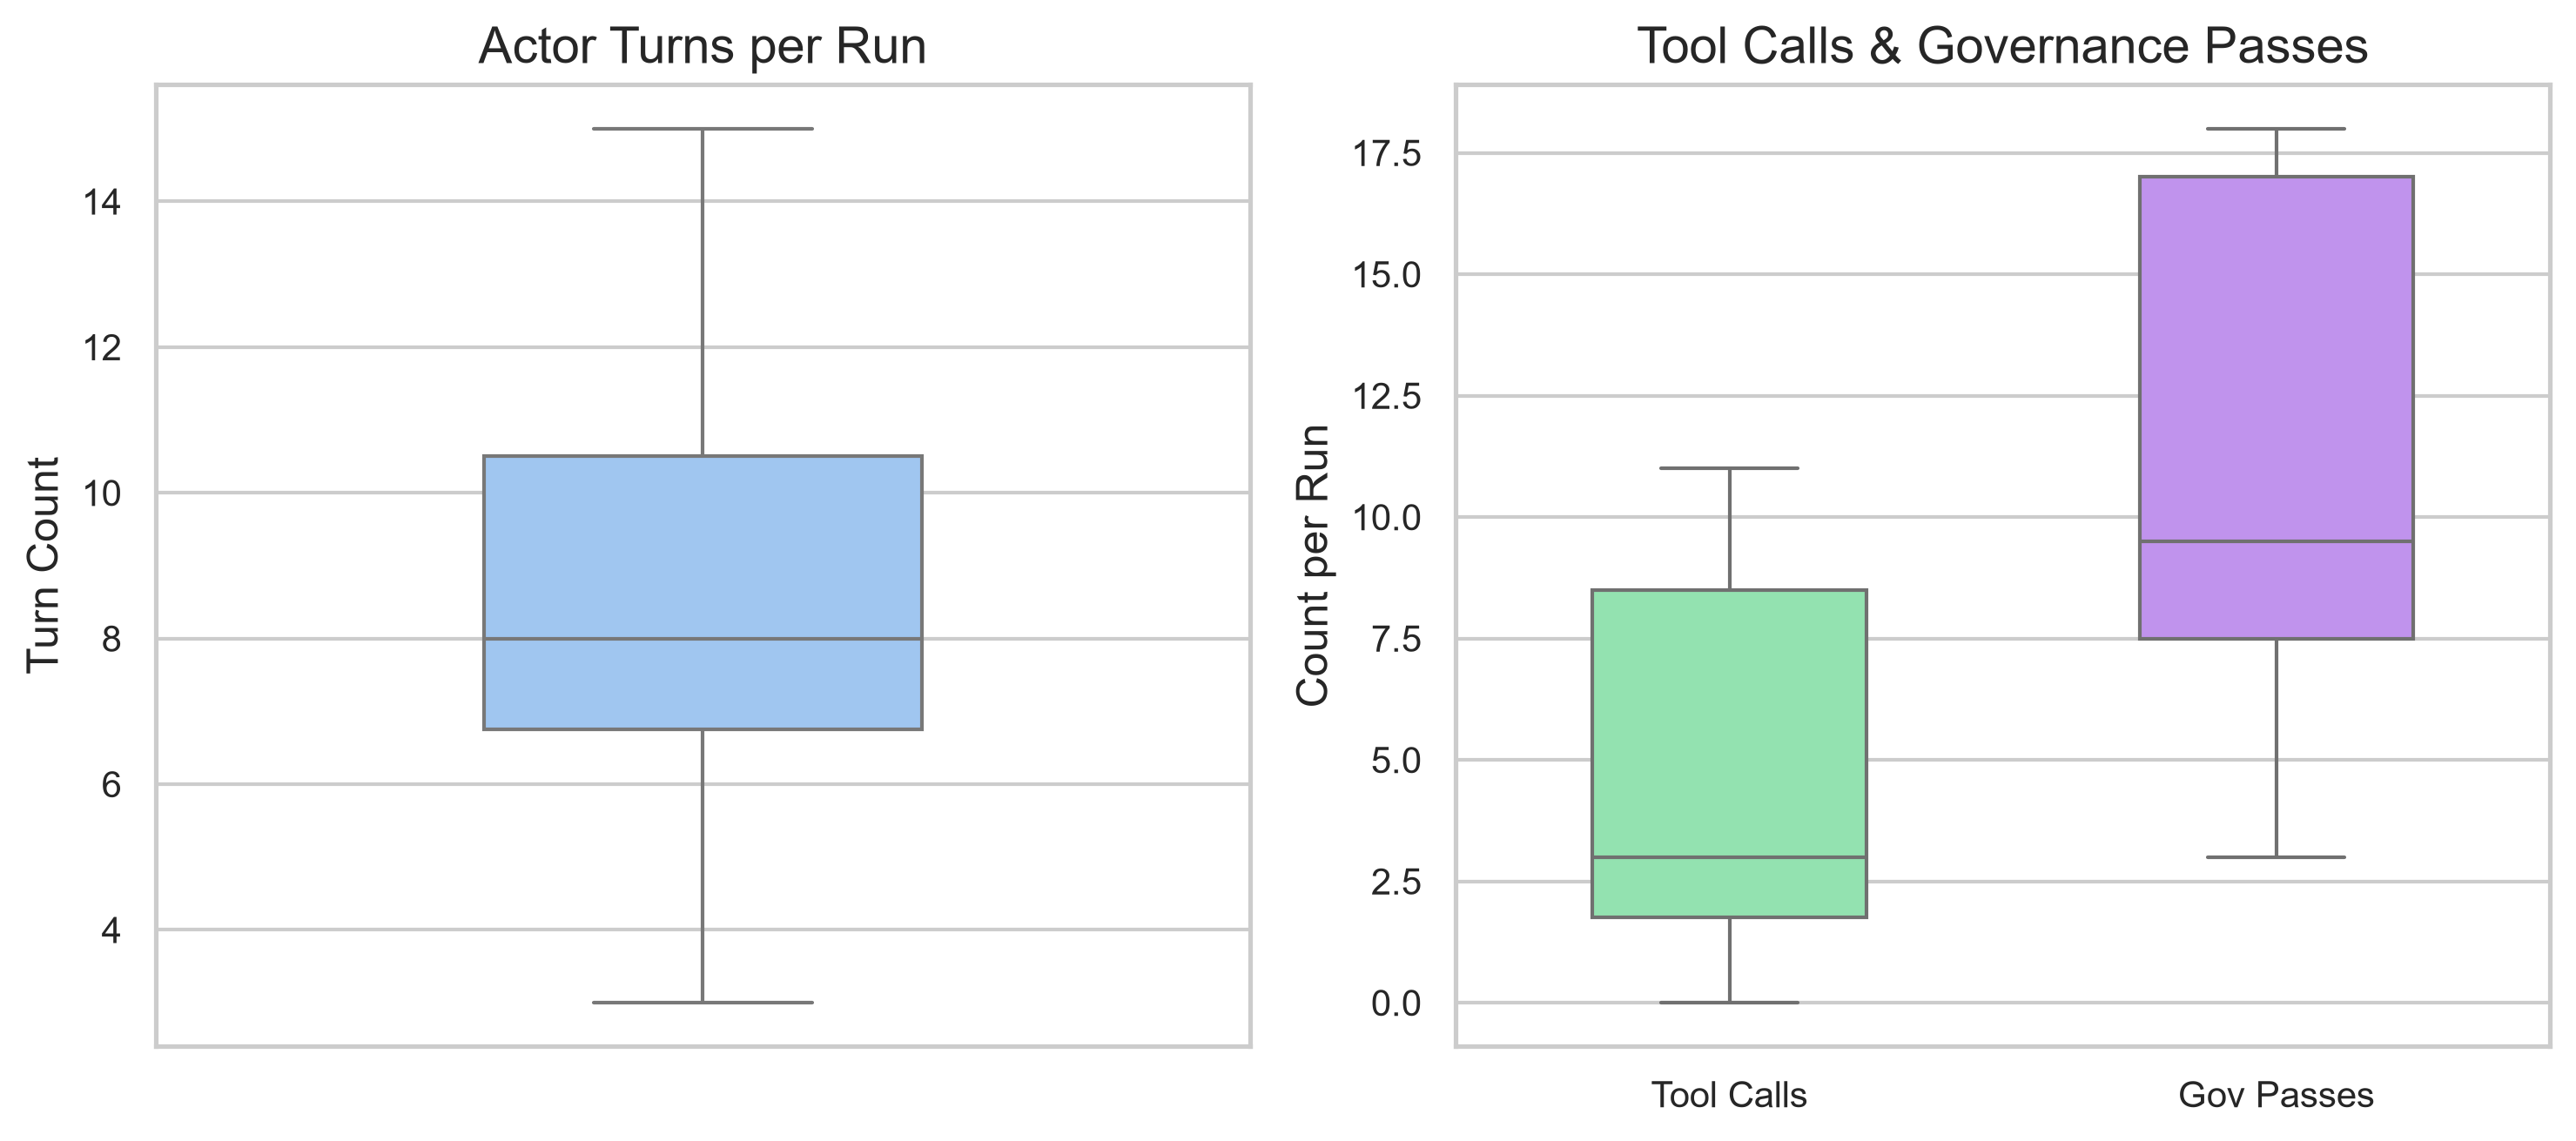 Actor Turns per Run
Turn Count
14
12
10
8
6
4
Tool Calls & Governance Passes
Count per Run
17.5
15.0
12.5
10.0
7.5
5.0
2.5
0.0
Tool Calls
Gov Passes